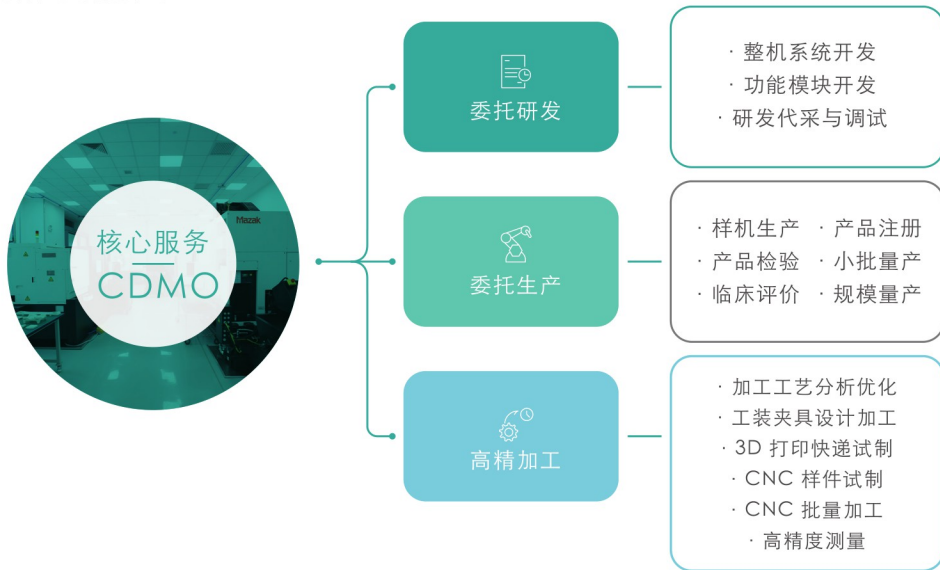 核心服务
CDMO
Mazak
委托研发
· 整机系统开发
· 功能模块开发
· 研发代采与调试
委托生产
· 样机生产 · 产品注册
· 产品检验 · 小批量产
· 临床评价 · 规模量产
高精加工
· 加工工艺分析优化
· 工装夹具设计加工
· 3D 打印快递试制
· CNC 样件试制
· CNC 批量加工
· 高精度测量